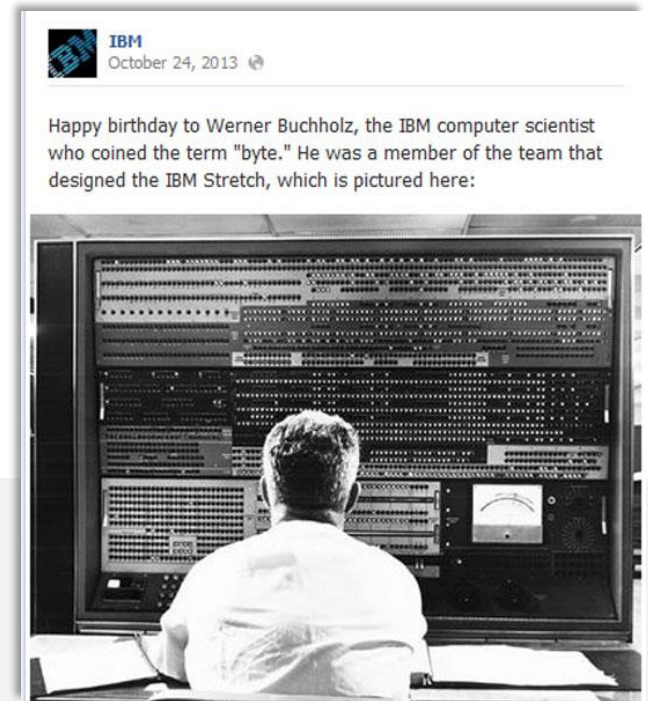 IBM
IBM
October 24, 2013
Happy birthday to Werner Buchholz, the IBM computer scientist
who coined the term "byte." He was a member of the team that
designed the IBM Stretch, which is pictured here: